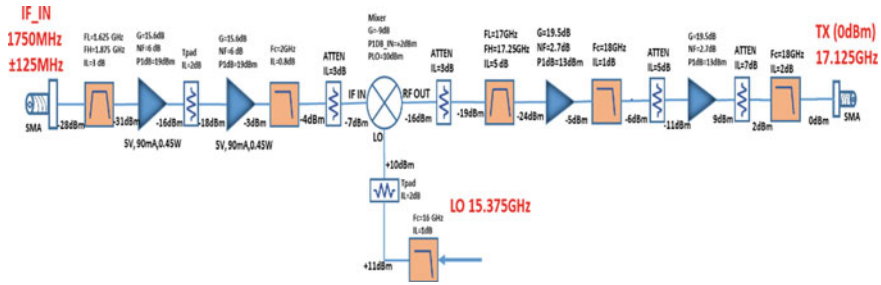 IF_IN
1750MHz
±125MHz
SMA
-28dBm
FL=1.625 GHz
FH=1.875 GHz
IL=3 dB
-31dBm
G=15.6dB
NF=6 dB
P1dB=19dBm
5V, 90mA,0.45W
-16dBm
Tpad
IL=2dB
-18dBm
G=15.6dB
NF=6 dB
P1dB=19dBm
5V, 90mA,0.45W
-3dBm
Fc=2GHz
IL=0.8dB
-4dBm
ATTEN
IL=3dB
IF IN
-7dBm
Mixer
G=-9dB
P1DB_IN:=+2dBm
PLO=10dBm
LO
RF OUT
-16dBm
ATTEN
IL=3dB
-19dBm
FL=17GHz
FH=17.25GHz
IL=5 dB
-24dBm
G=19.5dB
NF=2.7dB
P1dB=13dBm
-5dBm
Fc=18GHz
IL=1dB
-6dBm
ATTEN
IL=5dB
-11dBm
G=19.5dB
NF=2.7dB
P1dB=13dBm
9dBm
ATTEN
IL=7dB
2dBm
Fc=18GHz
IL=2dB
0dBm
TX (0dBm)
17.125GHz
SMA
+10dBm
Tpad
IL=2dB
LO 15.375GHz
Fc=16 GHz
IL=1dB
+11dBm